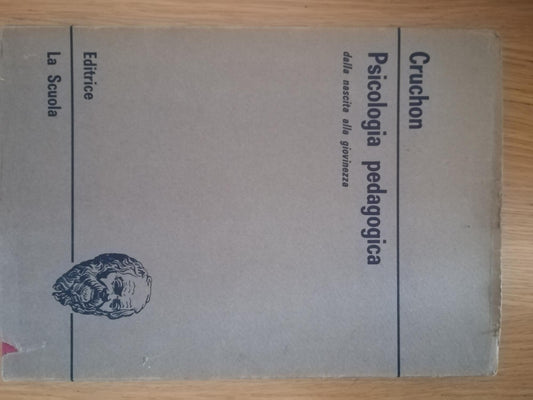 Cruchon
Psicologia pedagogica
dalla nascita alla giovinezza
Editrice
La Scuola